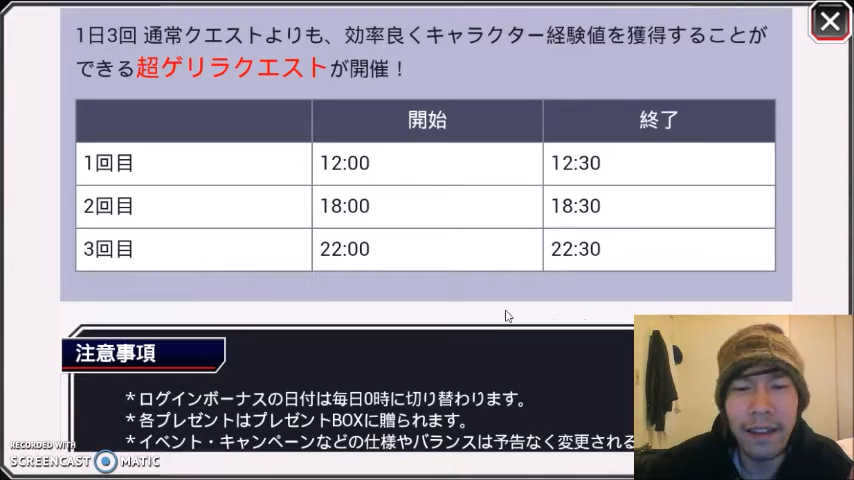 1日3回 通常クエストよりも、効率良くキャラクター経験値を獲得することが
できる超ゲリラクエストが開催！
開始 終了
1回目 12:00 12:30
2回目 18:00 18:30
3回目 22:00 22:30
注意事項
*ログインボーナスの日付は毎日0時に切り替わります。
*各プレゼントはプレゼントBOXに贈られます。
*イベント・キャンペーンなどの仕様やバランスは予告なく変更される
RECORDED WITH
SCREENCAST MATIC